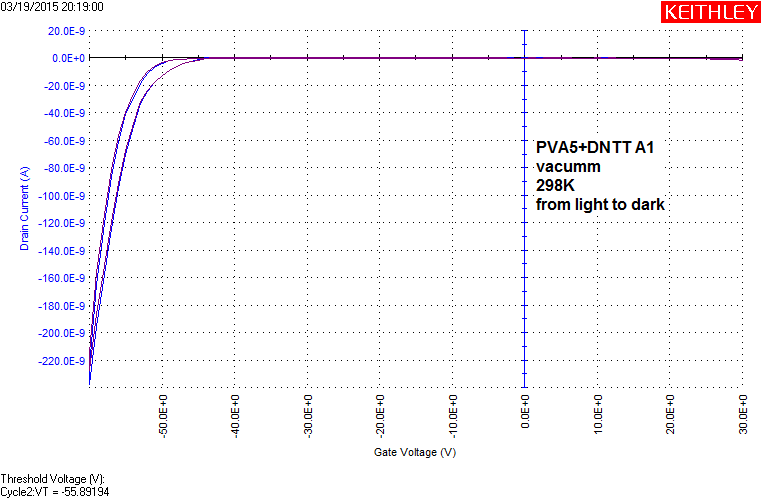 03/19/2015 20:19:00
KEITHLEY
20.0E-9
0.0E+0
-20.0E-9
-40.0E-9
-60.0E-9
-80.0E-9
-100.0E-9
-120.0E-9
-140.0E-9
-160.0E-9
-180.0E-9
-200.0E-9
-220.0E-9
Drain Current (A)
PVA5+DNTT A1
vacumm
298K
from light to dark
-50.0E+0
-40.0E+0
-30.0E+0
-20.0E+0
-10.0E+0
0.0E+0
10.0E+0
20.0E+0
30.0E+0
Gate Voltage (V)
Threshold Voltage (V):
Cycle2:VT = -55.89194